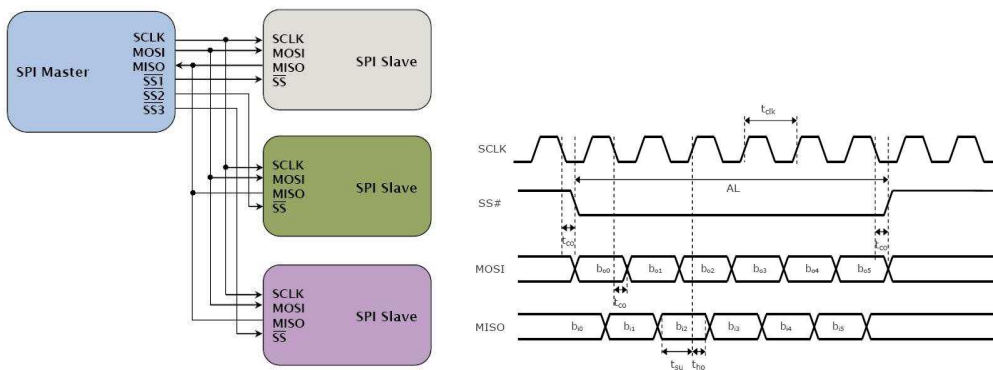 SPI Master
SCLK
MOSI
MISO
SS1
SS2
SS3
SCLK
MOSI
MISO
SS
SPI Slave
SCLK
MOSI
MISO
SS
SPI Slave
SCLK
MOSI
MISO
SS
SPI Slave
tclk
SCLK
AL
SS#
tco
tco
MOSI
bo0 bo1 bo2 bo3 bo4 bo5
tco
MISO
bi0 bi1 bi2 bi3 bi4 bi5
tsu tho